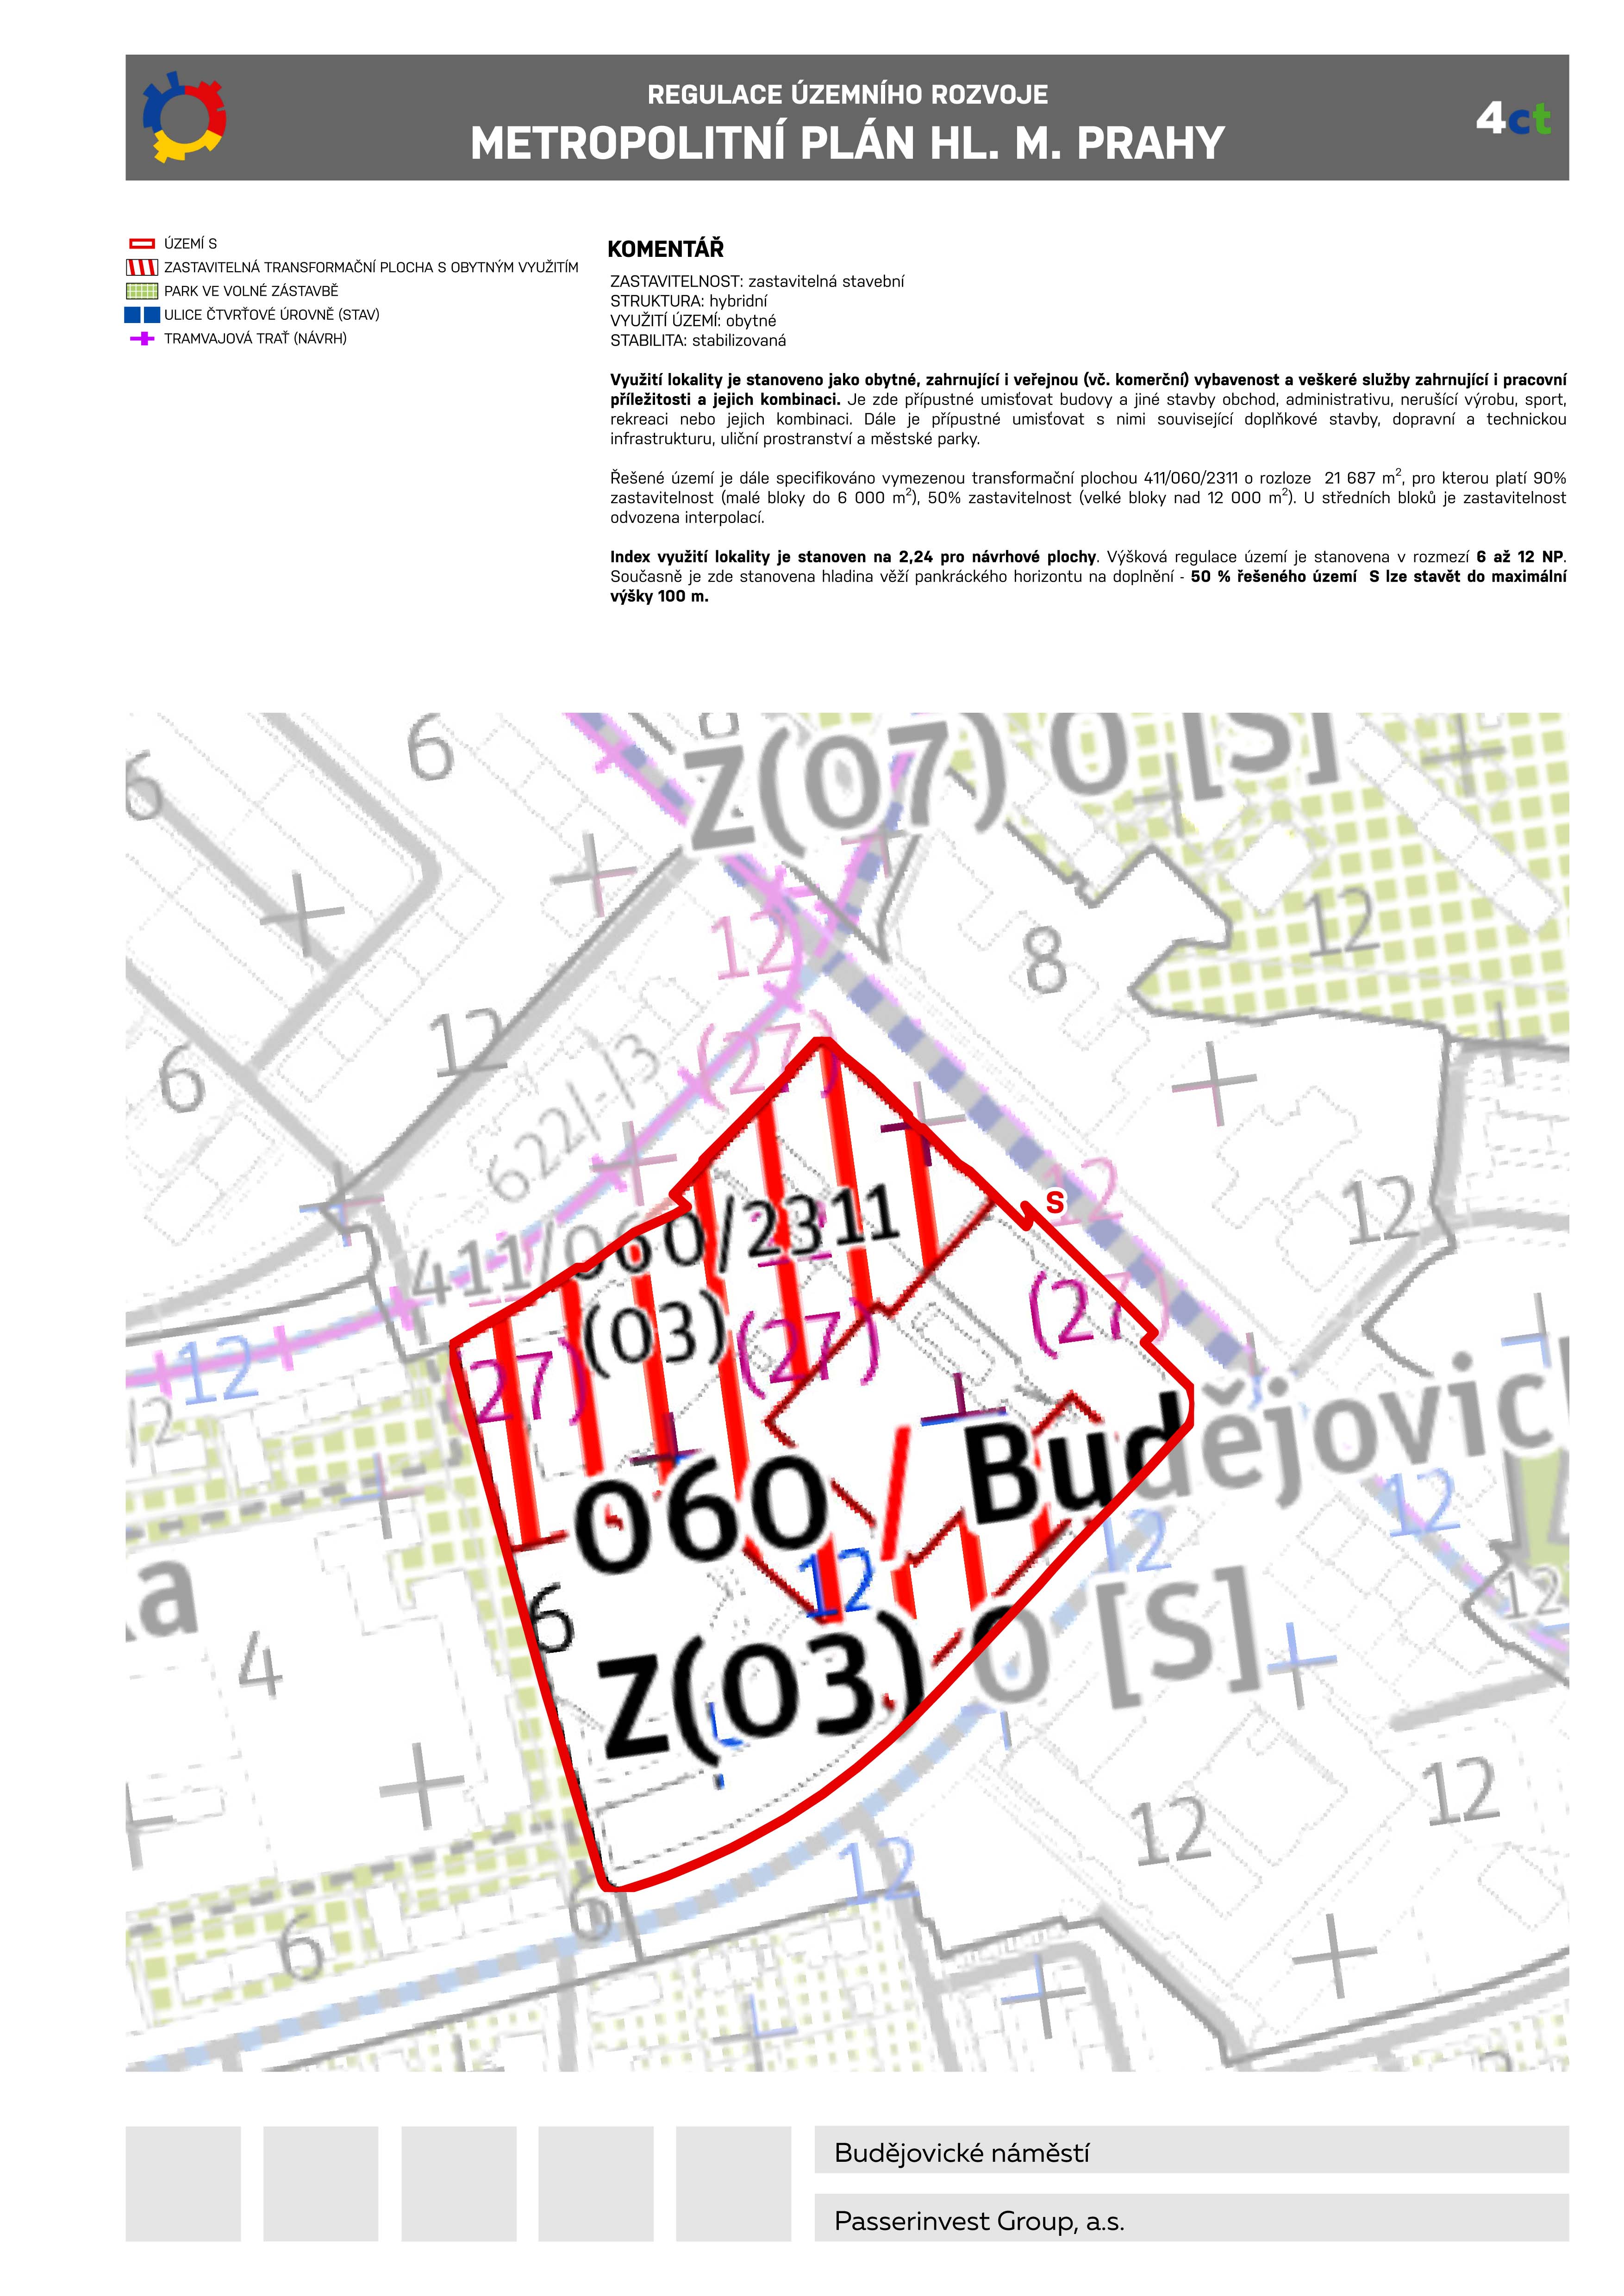 REGULACE ÚZEMNÍHO ROZVOJE
METROPOLITNÍ PLÁN HL. M. PRAHY
4ct
ÚZEMÍ S
ZASTAVITELNÁ TRANSFORMAČNÍ PLOCHA S OBYTNÝM VYUŽITÍM
PARK VE VOLNÉ ZÁSTAVBĚ
ULICE ČTVRŤOVÉ ÚROVNĚ (STAV)
TRAMVAJOVÁ TRAŤ (NÁVRH)
KOMENTÁŘ
ZASTAVITELNOST: zastavitelná stavební
STRUKTURA: hybridní
VYUŽITÍ ÚZEMÍ: obytné
STABILITA: stabilizovaná
Využití lokality je stanoveno jako obytné, zahrnující i veřejnou (vč. komerční) vybavenost a veškeré služby zahrnující i pracovní
příležitosti a jejich kombinaci. Je zde přípustné umisťovat budovy a jiné stavby obchod, administrativu, nerušící výrobu, sport,
rekreaci nebo jejich kombinaci. Dále je přípustné umisťovat s nimi související doplňkové stavby, dopravní a technickou
infrastrukturu, uliční prostranství a městské parky.
Řešené území je dále specifikováno vymezenou transformační plochou 411/060/2311 o rozloze 21 687 m², pro kterou platí 90%
zastavitelnost (malé bloky do 6 000 m²), 50% zastavitelnost (velké bloky nad 12 000 m²). U středních bloků je zastavitelnost
odvozena interpolací.
Index využití lokality je stanoven na 2,24 pro návrhové plochy. Výšková regulace území je stanovena v rozmezí 6 až 12 NP.
Současně je zde stanovena hladina věží pankráckého horizontu na doplnění - 50 % řešeného území S lze stavět do maximální
výšky 100 m.
6
6
Z(07) O [S]
12
12
8
12
6
(27)
622/-/3
S
12
12
411/060/2311
(03)
(27)
(27)
(27)
12
060 / Budějovic
12
12
12
12
6
Z(03) O [S]
4
12
12
12
6
6
Budějovické náměstí
Passerinvest Group, a.s.